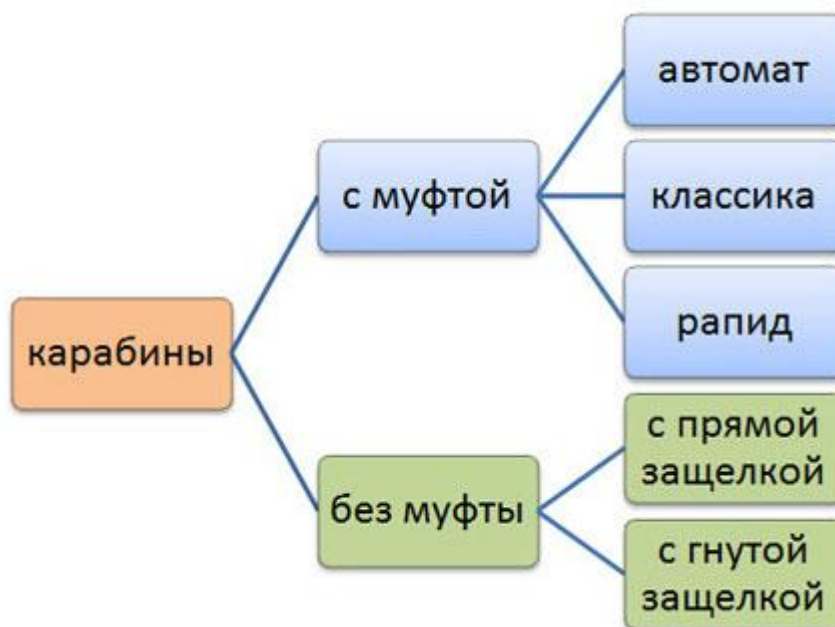 карабины
с муфтой
автомат
классика
рапид
без муфты
с прямой
защелкой
с гнутой
защелкой